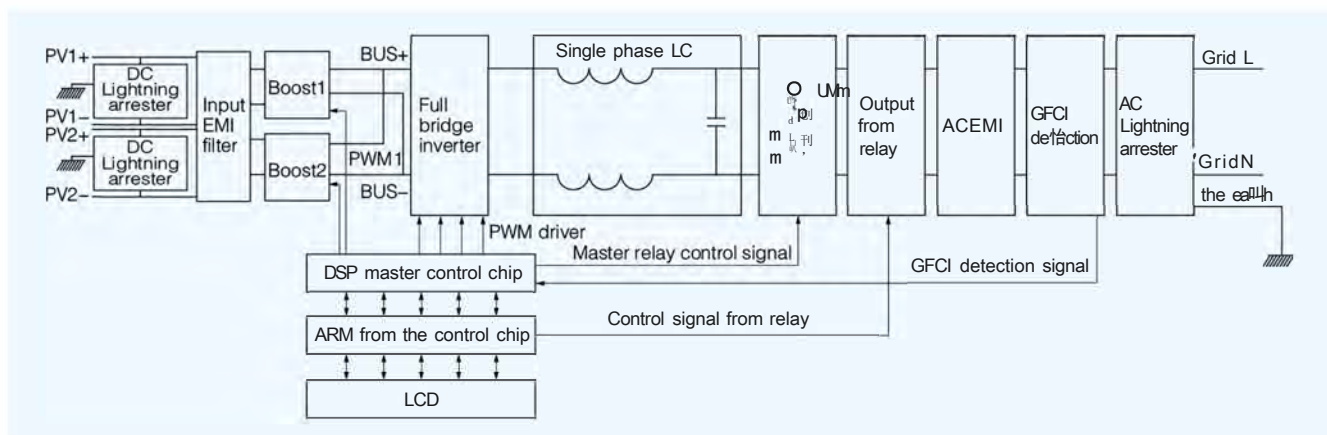 PV1+
DC
Lightning
arrester
PV1-
PV2+
DC
Lightning
arrester
PV2-
Input
EMI
filter
Boost1
Boost2
BUS+
PWM1
BUS-
Full
bridge
inverter
Single phase LC
Output
from
relay
ACEMI
GFCI
AC
Lightning
arrester
Grid L
GridN
the
PWM driver
Master relay control signal
DSP master control chip
GFCI detection signal
ARM from the control chip
Control signal from relay
LCD